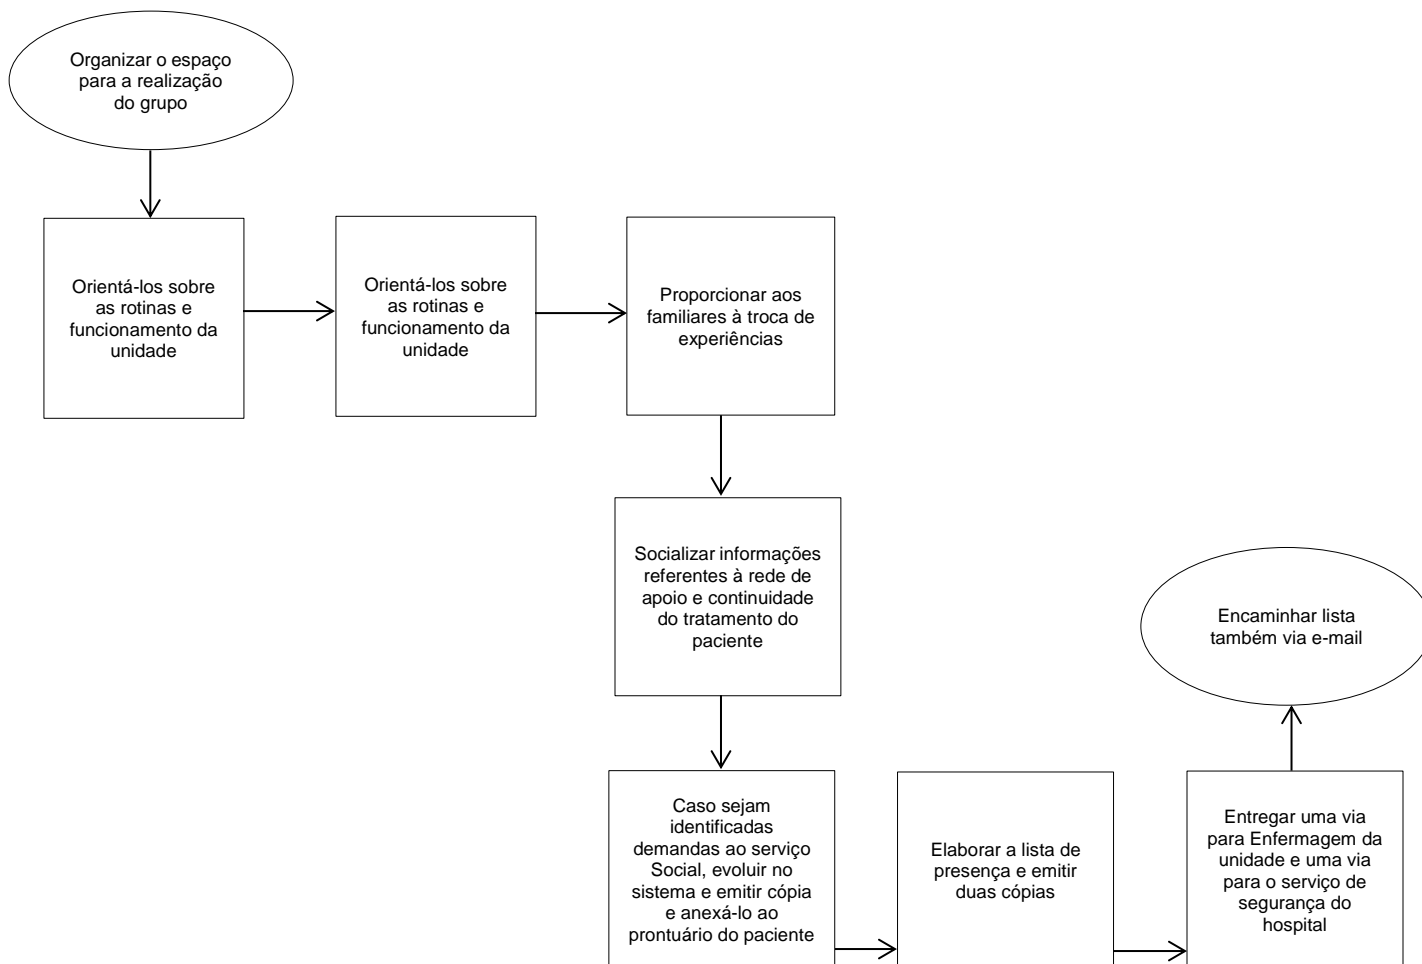 Organizar o espaço
para a realização
do grupo
Orientá-los sobre
as rotinas e
funcionamento da
unidade
Orientá-los sobre
as rotinas e
funcionamento da
unidade
Proporcionar aos
familiares à troca de
experiências
Socializar informações
referentes à rede de
apoio e continuidade
do tratamento do
paciente
Caso sejam
identificadas
demandas ao serviço
Social, evoluir no
sistema e emitir cópia
e anexá-lo ao
prontuário do paciente
Elaborar a lista de
presença e emitir
duas cópias
Entregar uma via
para Enfermagem da
unidade e uma via
para o serviço de
segurança do
hospital
Encaminhar lista
também via e-mail